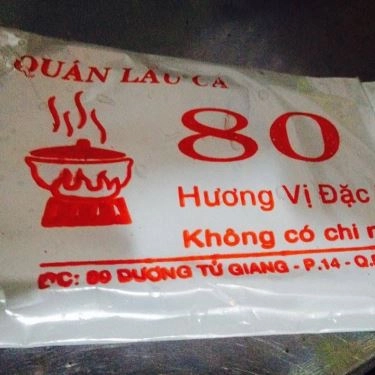 QUÁN LẨU CÁ
80
Hương Vị Đặc
Không có chi
ĐC: 80 DƯƠNG TỬ GIANG - P.14 - Q.